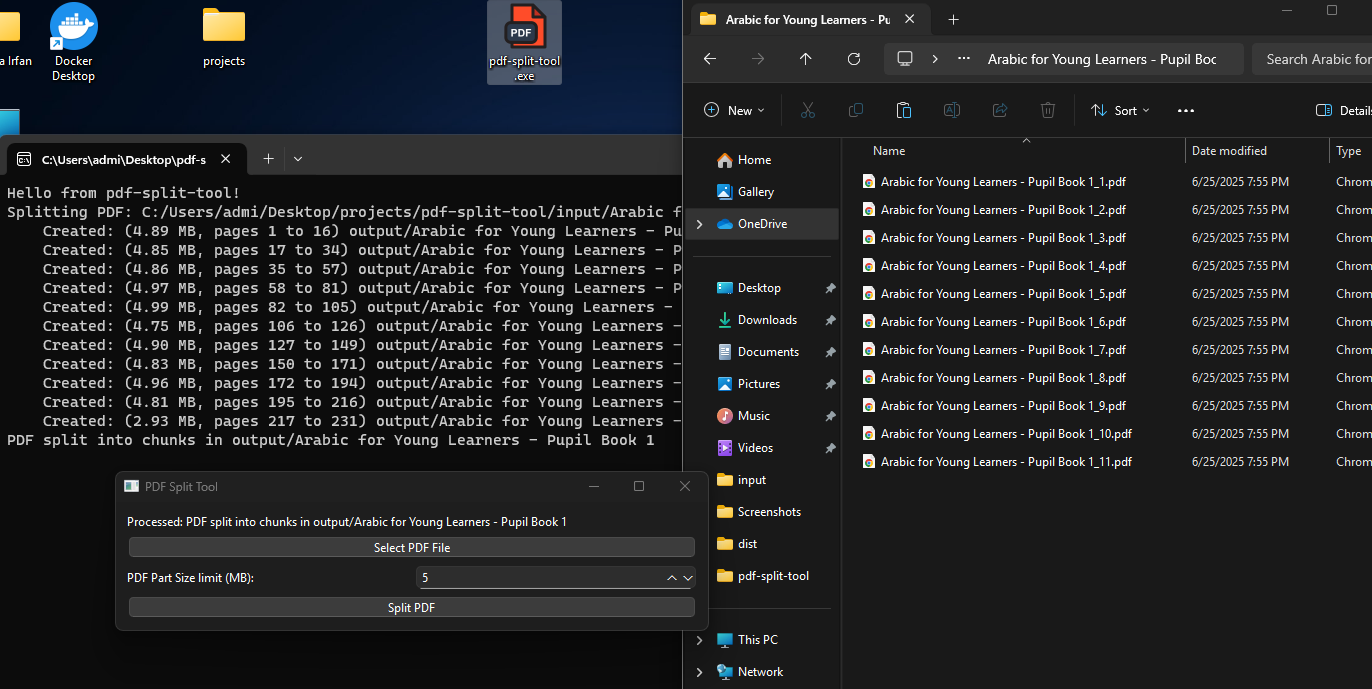 a Irfan
Docker
Desktop
projects
PDF
pdf-split-tool
.exe
C:\Users\admi\Desktop\pdf-s
Hello from pdf-split-tool!
Splitting PDF: C:/Users/admi/Desktop/projects/pdf-split-tool/input/Arabic f
Created: (4.89 MB, pages 1 to 16) output/Arabic for Young Learners - Pu
Created: (4.85 MB, pages 17 to 34) output/Arabic for Young Learners - P
Created: (4.86 MB, pages 35 to 57) output/Arabic for Young Learners - P
Created: (4.97 MB, pages 58 to 81) output/Arabic for Young Learners - P
Created: (4.99 MB, pages 82 to 105) output/Arabic for Young Learners -
Created: (4.75 MB, pages 106 to 126) output/Arabic for Young Learners -
Created: (4.90 MB, pages 127 to 149) output/Arabic for Young Learners -
Created: (4.83 MB, pages 150 to 171) output/Arabic for Young Learners -
Created: (4.96 MB, pages 172 to 194) output/Arabic for Young Learners -
Created: (4.81 MB, pages 195 to 216) output/Arabic for Young Learners -
Created: (2.93 MB, pages 217 to 231) output/Arabic for Young Learners -
PDF split into chunks in output/Arabic for Young Learners - Pupil Book 1
PDF Split Tool
Processed: PDF split into chunks in output/Arabic for Young Learners - Pupil Book 1
Select PDF File
PDF Part Size limit (MB): 5
Split PDF
Arabic for Young Learners - Pu
Arabic for Young Learners - Pupil Boc
Search Arabic for
New
Sort
Details
Home
Gallery
OneDrive
Desktop
Downloads
Documents
Pictures
Music
Videos
input
Screenshots
dist
pdf-split-tool
This PC
Network
Name Date modified Type
Arabic for Young Learners - Pupil Book 1_1.pdf 6/25/2025 7:55 PM Chrom
Arabic for Young Learners - Pupil Book 1_2.pdf 6/25/2025 7:55 PM Chrom
Arabic for Young Learners - Pupil Book 1_3.pdf 6/25/2025 7:55 PM Chrom
Arabic for Young Learners - Pupil Book 1_4.pdf 6/25/2025 7:55 PM Chrom
Arabic for Young Learners - Pupil Book 1_5.pdf 6/25/2025 7:55 PM Chrom
Arabic for Young Learners - Pupil Book 1_6.pdf 6/25/2025 7:55 PM Chrom
Arabic for Young Learners - Pupil Book 1_7.pdf 6/25/2025 7:55 PM Chrom
Arabic for Young Learners - Pupil Book 1_8.pdf 6/25/2025 7:55 PM Chrom
Arabic for Young Learners - Pupil Book 1_9.pdf 6/25/2025 7:55 PM Chrom
Arabic for Young Learners - Pupil Book 1_10.pdf 6/25/2025 7:55 PM Chrom
Arabic for Young Learners - Pupil Book 1_11.pdf 6/25/2025 7:55 PM Chrom